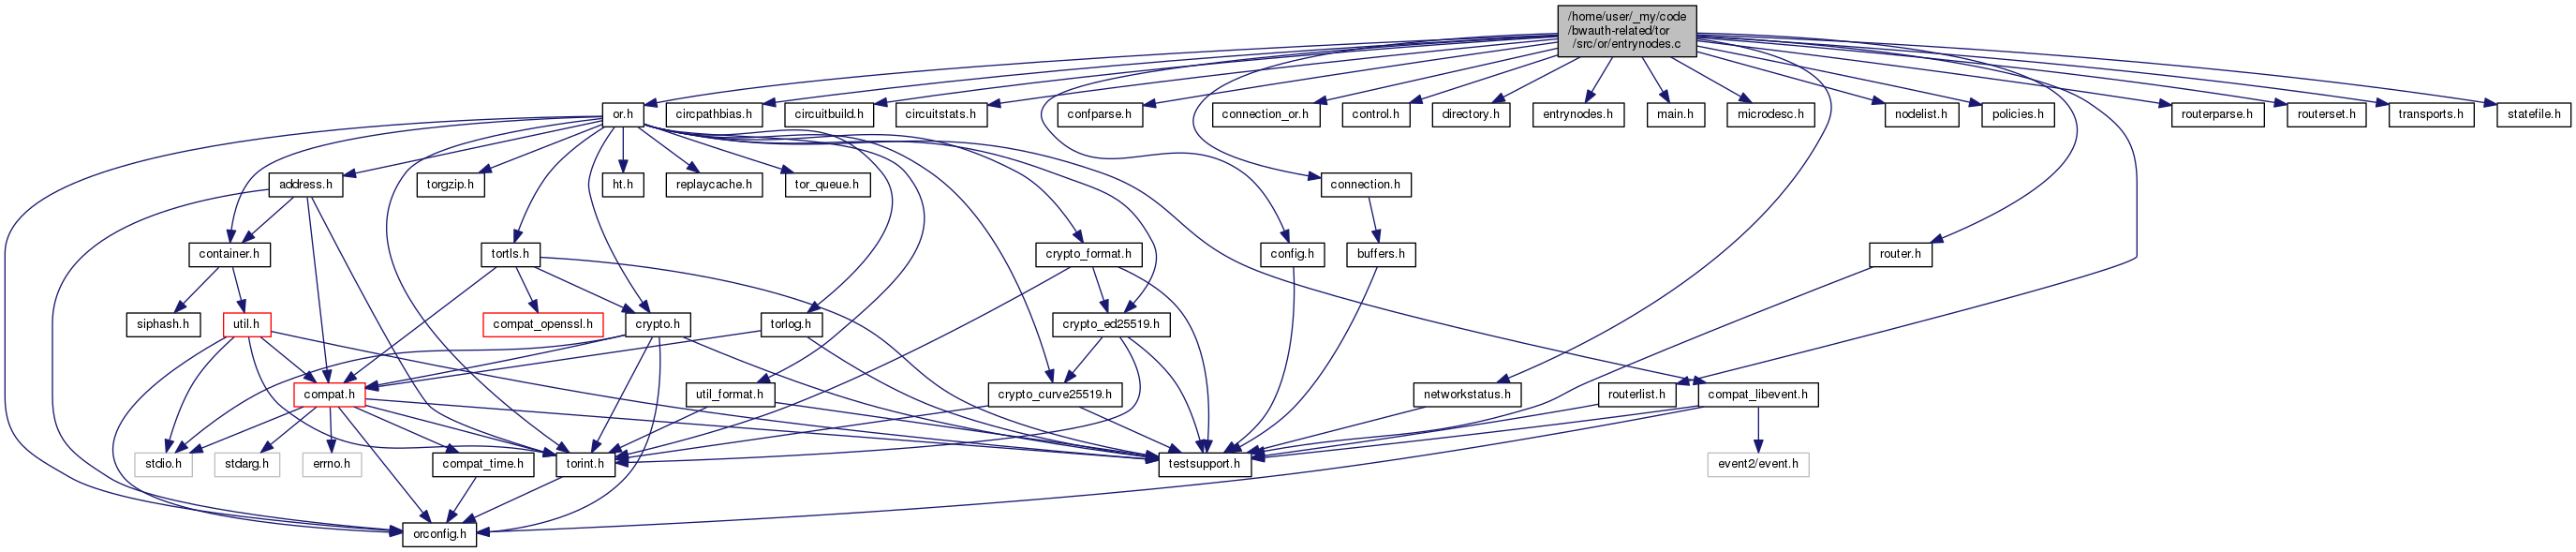 /home/user/_my/code
/bwauth-related/tor
/src/or/entrynodes.c
or.h
circpathbias.h
circuitbuild.h
circuitstats.h
confparse.h
connection_or.h
control.h
directory.h
entrynodes.h
main.h
microdesc.h
nodelist.h
policies.h
routerparse.h
routerset.h
transports.h
statefile.h
address.h
torgzip.h
ht.h
replaycache.h
tor_queue.h
connection.h
container.h
tortls.h
crypto_format.h
config.h
buffers.h
router.h
siphash.h
util.h
compat_openssl.h
crypto.h
torlog.h
crypto_ed25519.h
compat.h
util_format.h
crypto_curve25519.h
networkstatus.h
routerlist.h
compat_libevent.h
stdio.h
stdarg.h
errno.h
compat_time.h
torint.h
testsupport.h
event2/event.h
orconfig.h